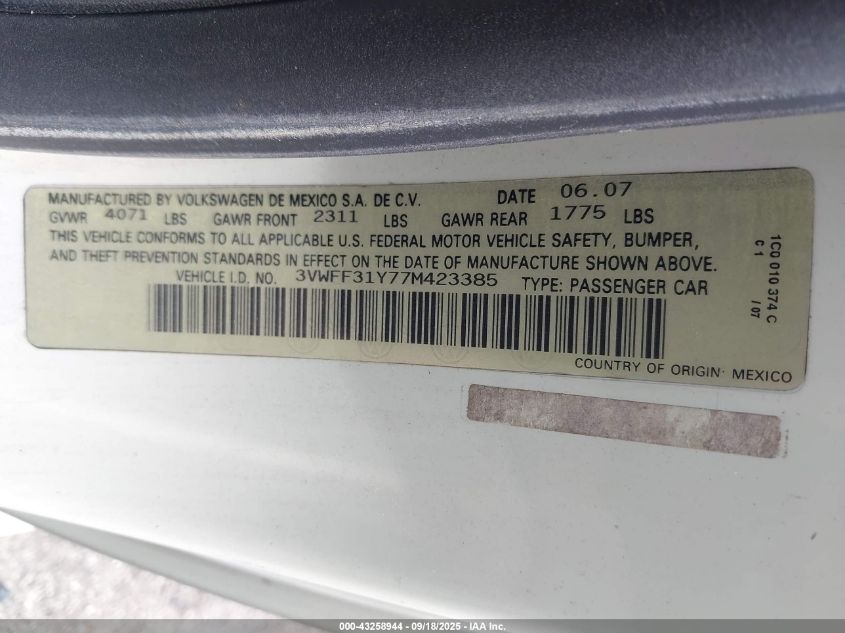 MANUFACTURED BY VOLKSWAGEN DE MEXICO S.A. DE C.V. DATE 06.07
GVWR 4071 LBS GAWR FRONT 2311 LBS GAWR REAR 1775 LBS
THIS VEHICLE CONFORMS TO ALL APPLICABLE U.S. FEDERAL MOTOR VEHICLE SAFETY, BUMPER,
AND THEFT PREVENTION STANDARDS IN EFFECT ON THE DATE OF MANUFACTURE SHOWN ABOVE.
VEHICLE I.D. NO. 3VWFF31Y77M423385 TYPE: PASSENGER CAR
COUNTRY OF ORIGIN: MEXICO
1C0 010 374 C
C 1 / 07
000-43258944 - 09/18/2025 - IAA Inc.